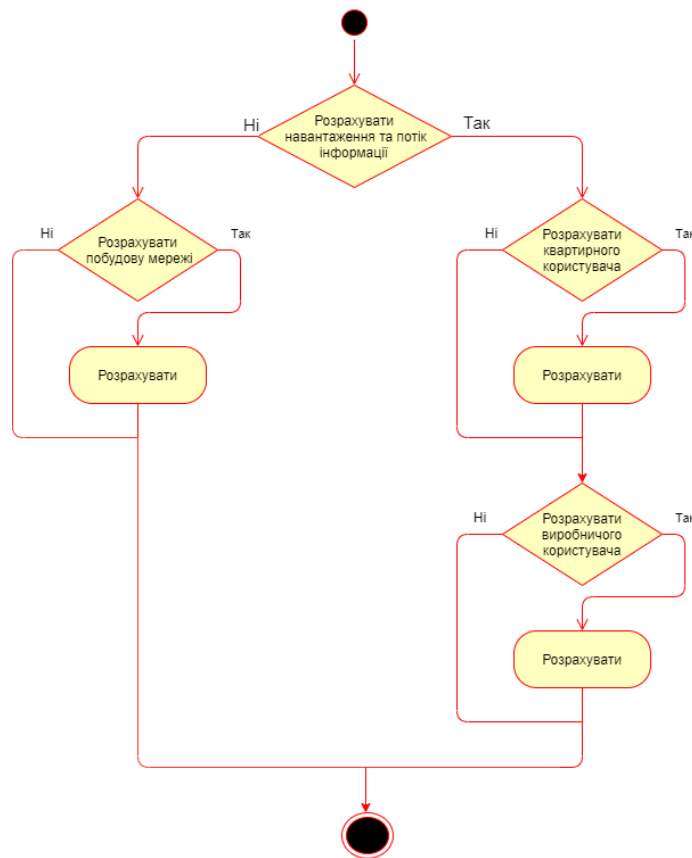 Розрахувати
навантаження та потік
інформації
Ні
Так
Ні
Розрахувати
побудову мережі
Так
Ні
Розрахувати
квартирного
користувача
Так
Розрахувати
Розрахувати
Ні
Розрахувати
виробничого
користувача
Так
Розрахувати